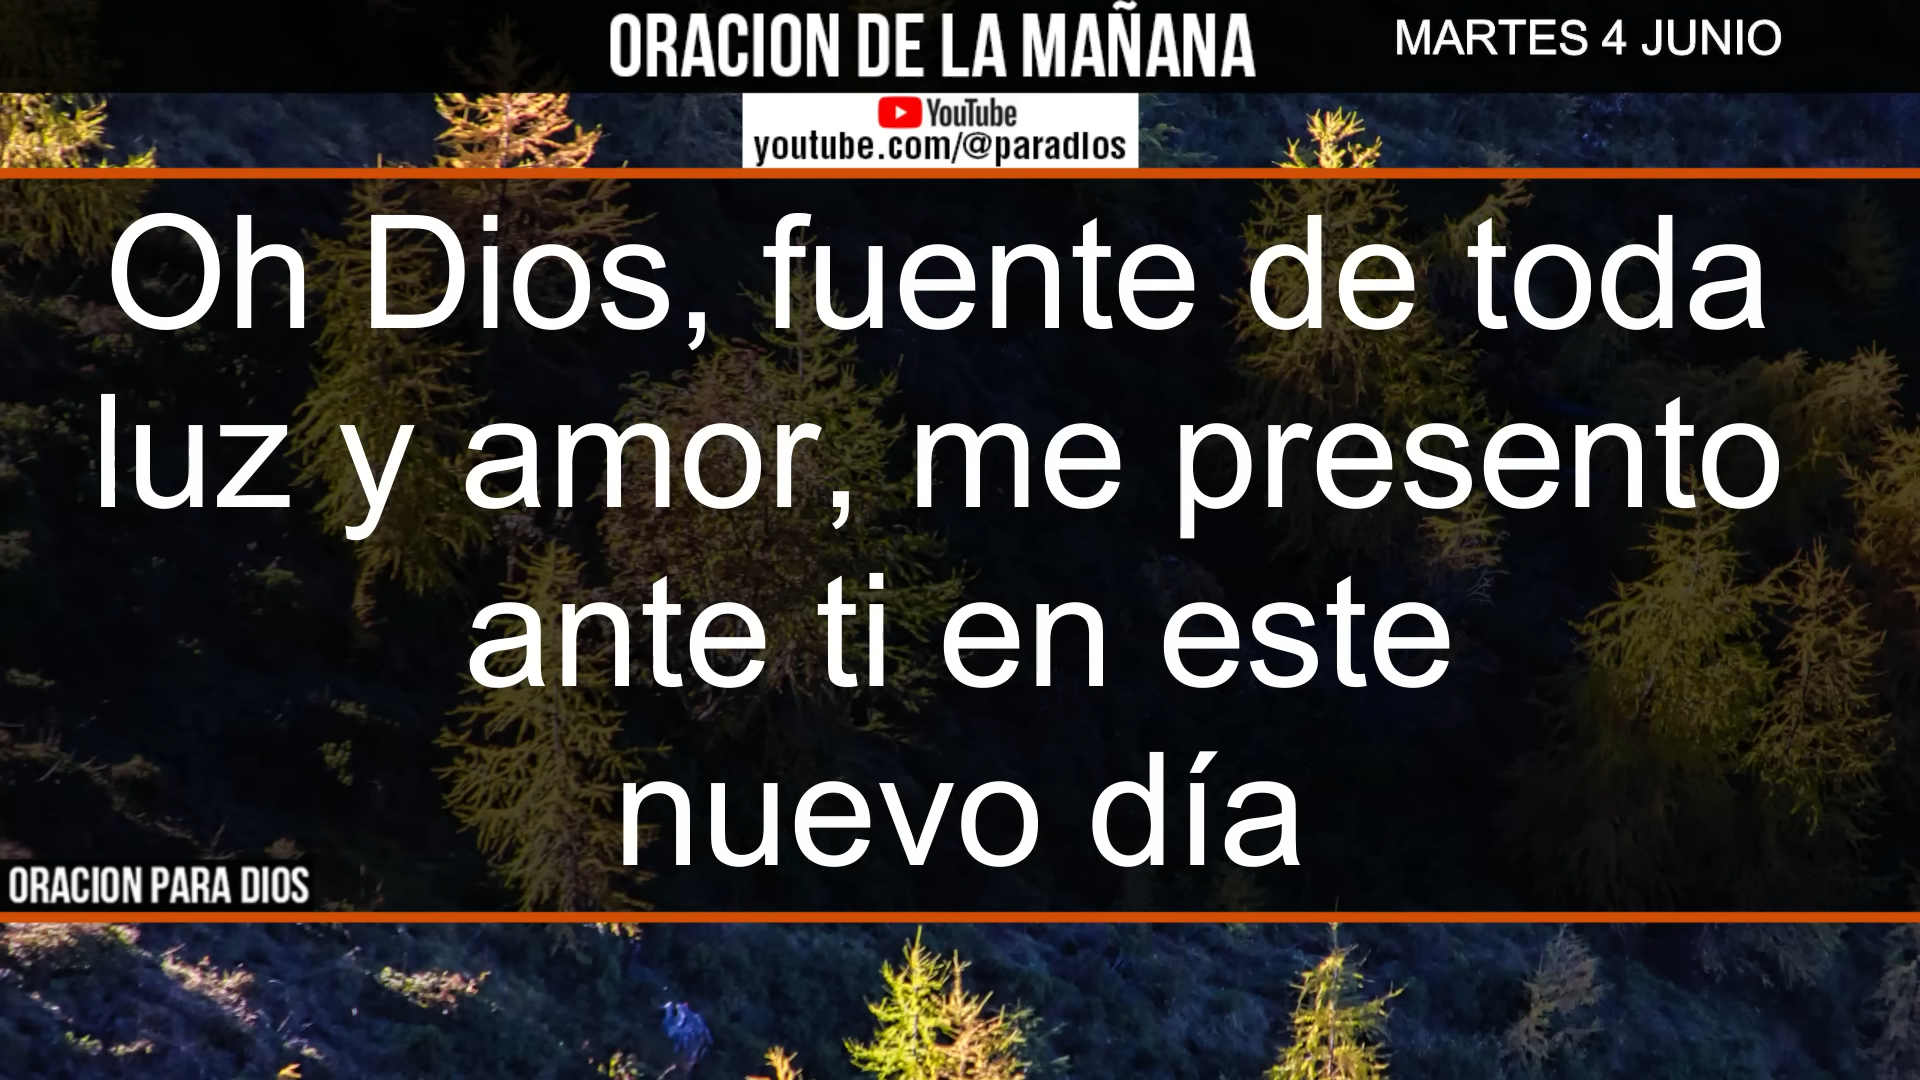 ORACION DE LA MAÑANA
MARTES 4 JUNIO
YouTube
youtube.com/@paradIos
Oh Dios, fuente de toda
luz y amor, me presento
ante ti en este
nuevo día
ORACION PARA DIOS